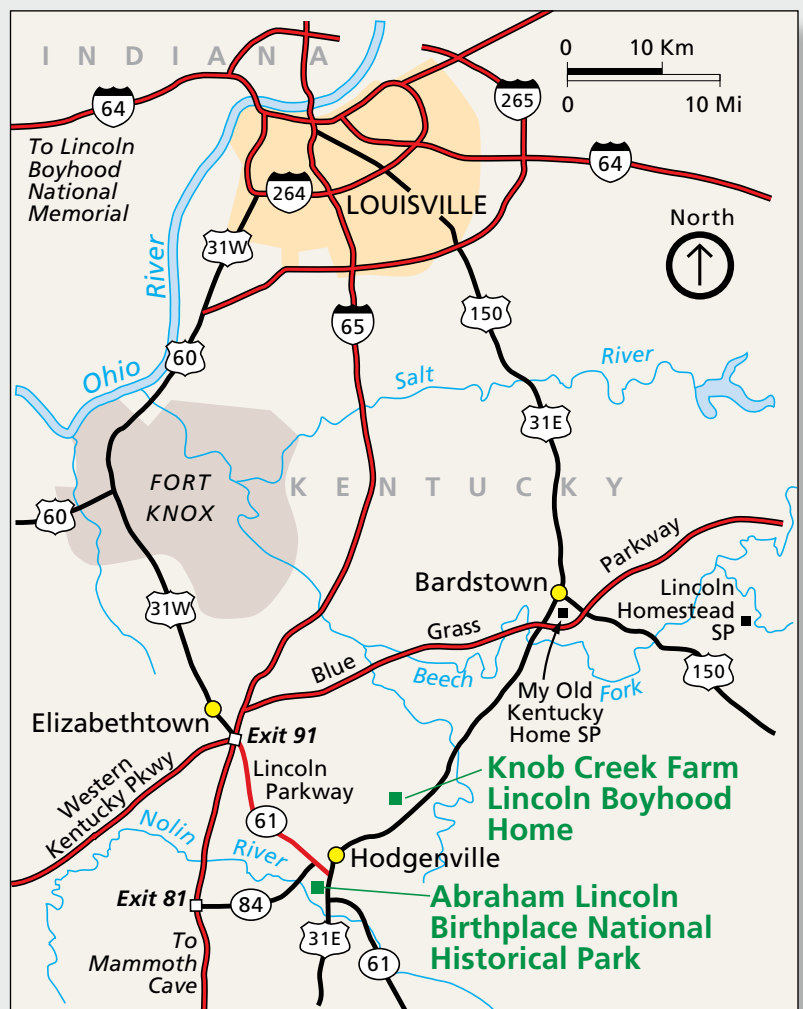 INDIANA
0 10 Km
0 10 Mi
64
265
To Lincoln
Boyhood
National
Memorial
64
264
LOUISVILLE
North
31W
River
65
150
60
Ohio
Salt
River
31E
FORT
KNOX
KENTUCKY
60
Parkway
Bardstown
Lincoln
Homestead
SP
31W
Grass
Blue
Beech
Fork
150
My Old
Kentucky
Home SP
Elizabethtown
Exit 91
Western
Kentucky Pkwy
Lincoln
Parkway
Knob Creek Farm
Lincoln Boyhood
Home
61
Nolin
River
Hodgenville
Exit 81
84
Abraham Lincoln
Birthplace National
Historical Park
31E
61
To
Mammoth
Cave